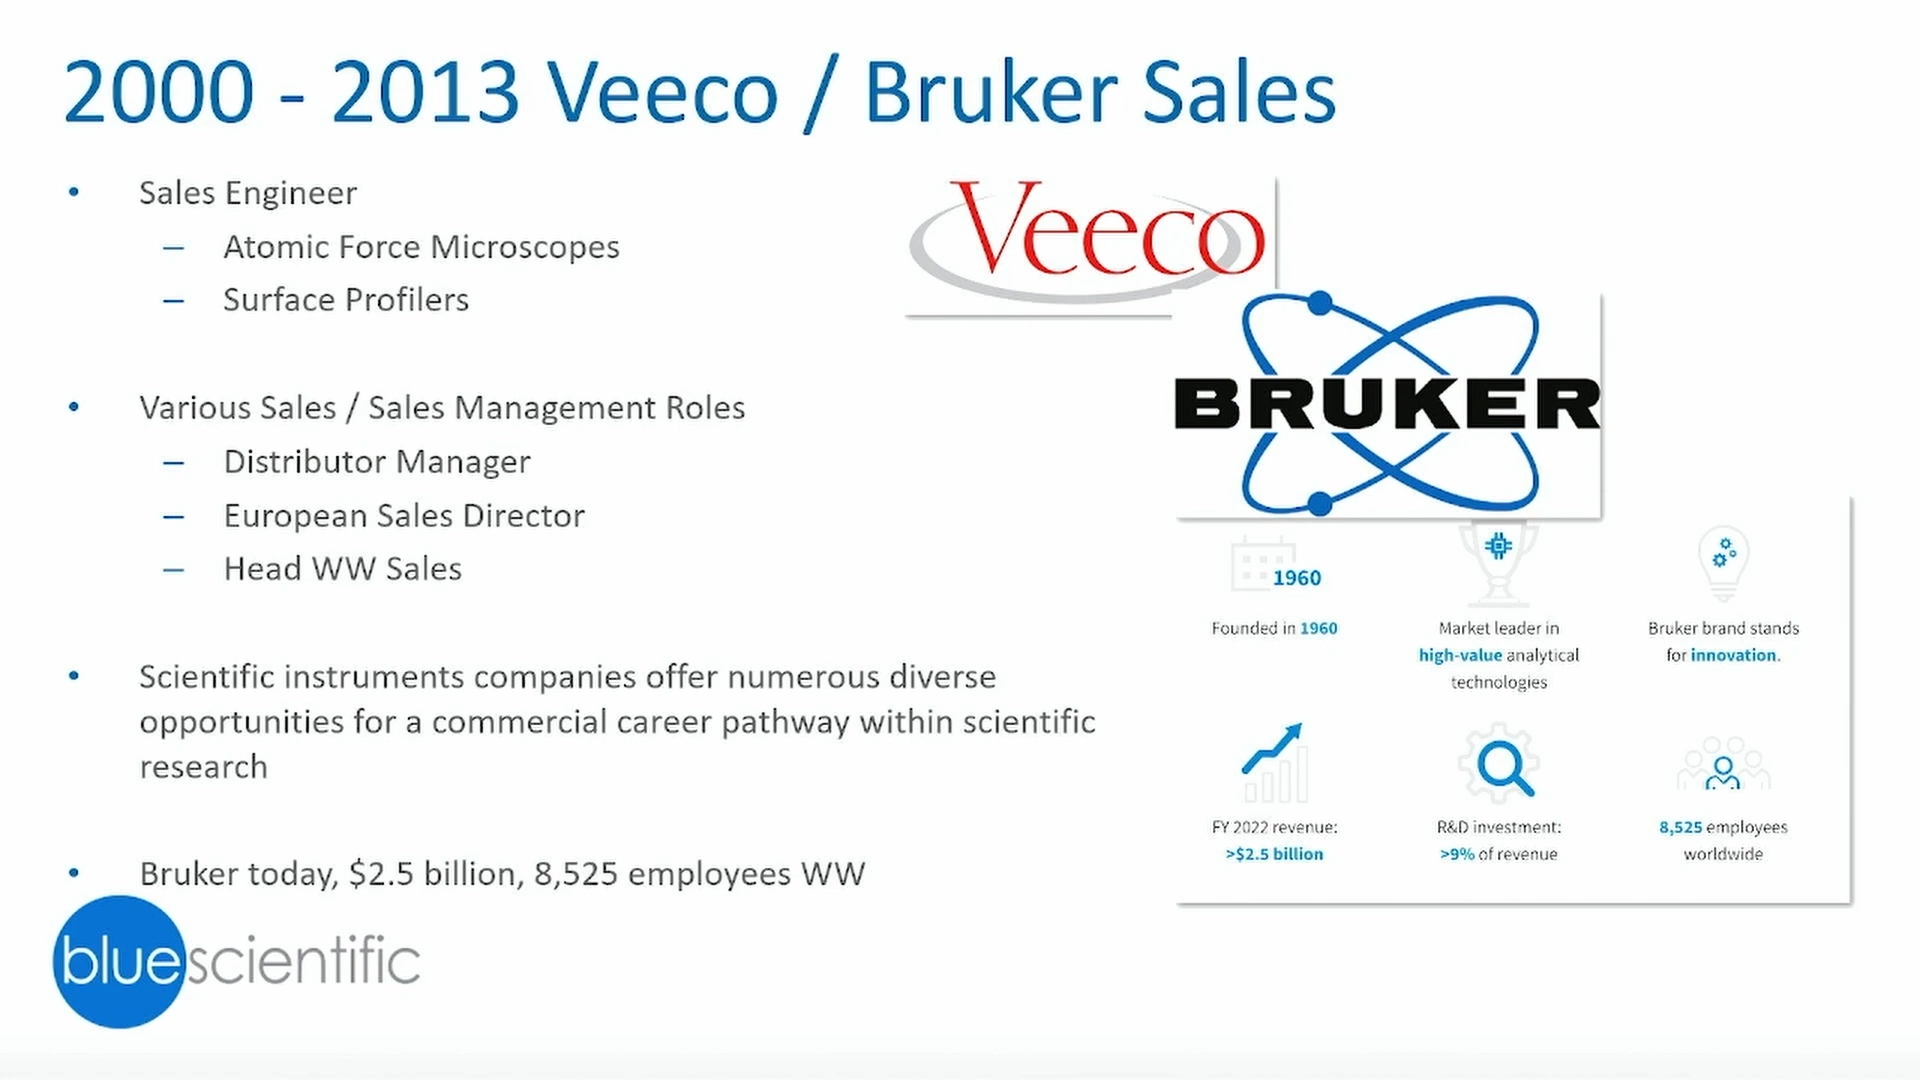 2000 - 2013 Veeco / Bruker Sales
• Sales Engineer
– Atomic Force Microscopes
– Surface Profilers
• Various Sales / Sales Management Roles
– Distributor Manager
– European Sales Director
– Head WW Sales
• Scientific instruments companies offer numerous diverse
opportunities for a commercial career pathway within scientific
research
• Bruker today, $2.5 billion, 8,525 employees WW
Veeco
BRUKER
1960
Founded in 1960
Market leader in
high-value analytical
technologies
Bruker brand stands
for innovation.
FY 2022 revenue:
>$2.5 billion
R&D investment:
>9% of revenue
8,525 employees
worldwide
bluescientific